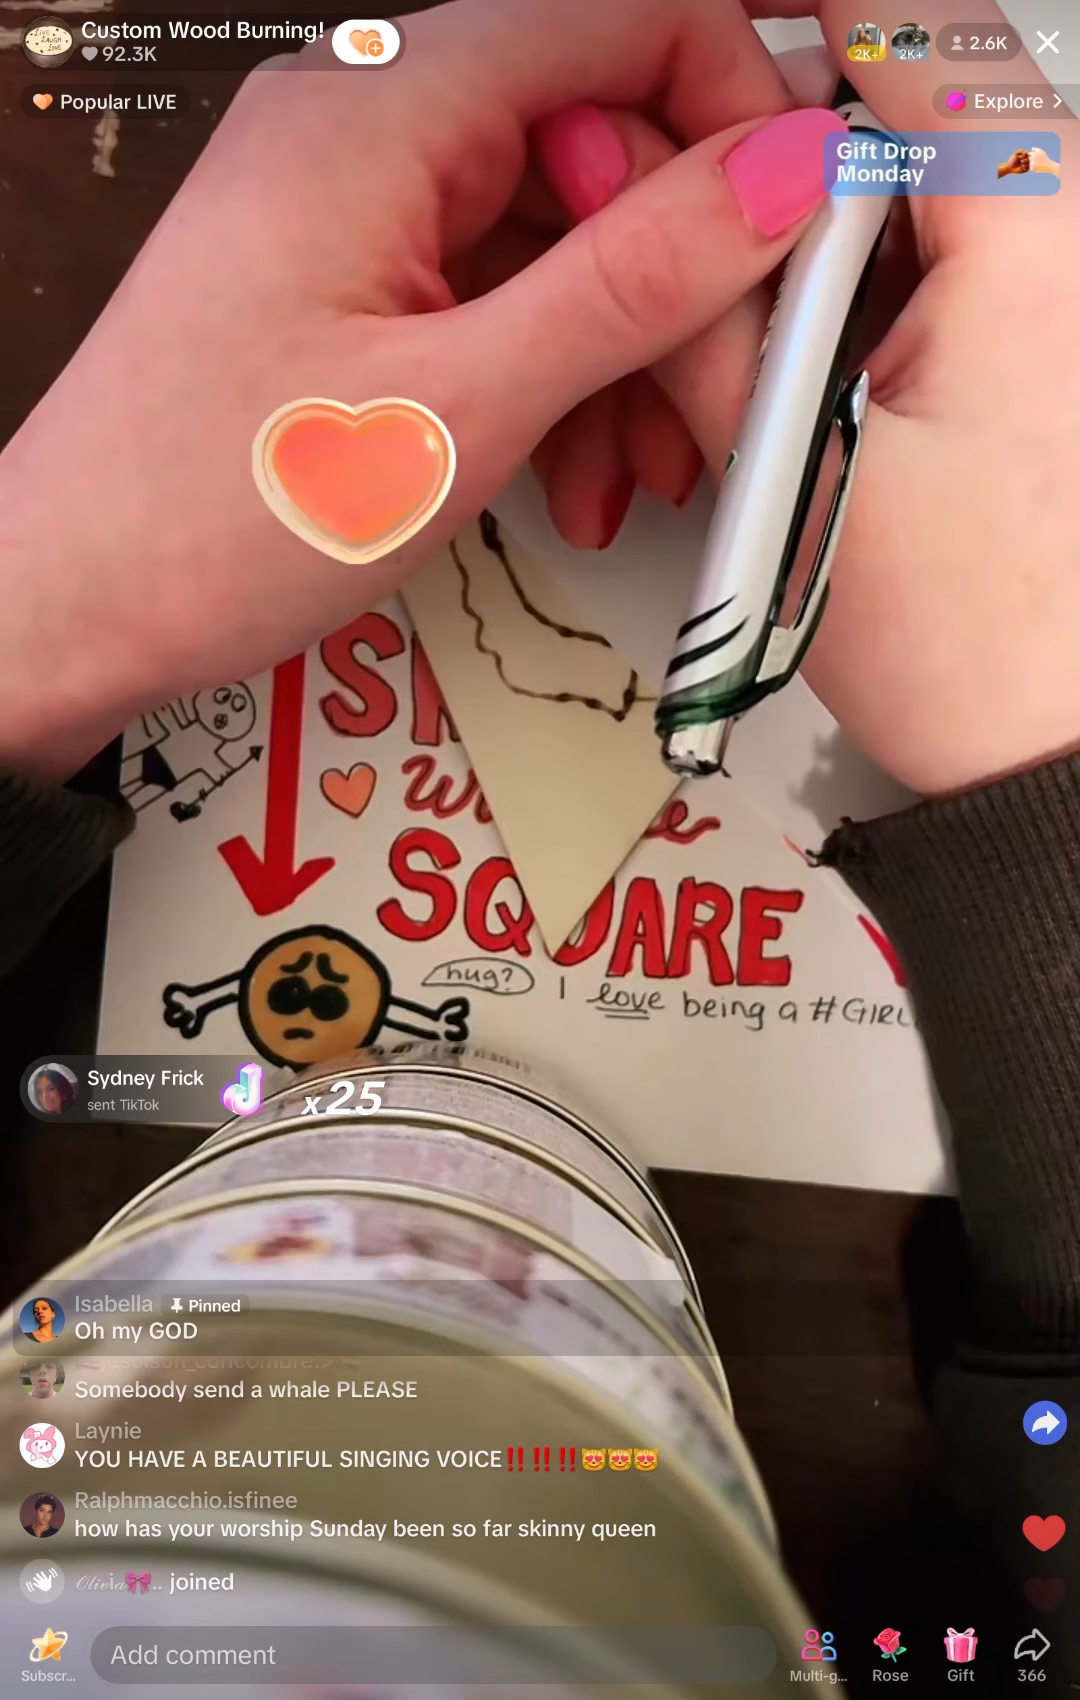 Custom Wood Burning!
92.3K
2K+
2K+
2.6K
Popular LIVE
Explore
Gift Drop
Monday
SQUARE
hug?
I love being a #GIRL
Sydney Frick
sent TikTok
x25
Isabella
Pinned
Oh my GOD
Somebody send a whale PLEASE
Laynie
YOU HAVE A BEAUTIFUL SINGING VOICE‼️‼️‼️😻😻😻
Ralphmacchio.isfinee
how has your worship Sunday been so far skinny queen
Olivia🎀.. joined
Subscr...
Add comment
Multi-g...
Rose
Gift
366